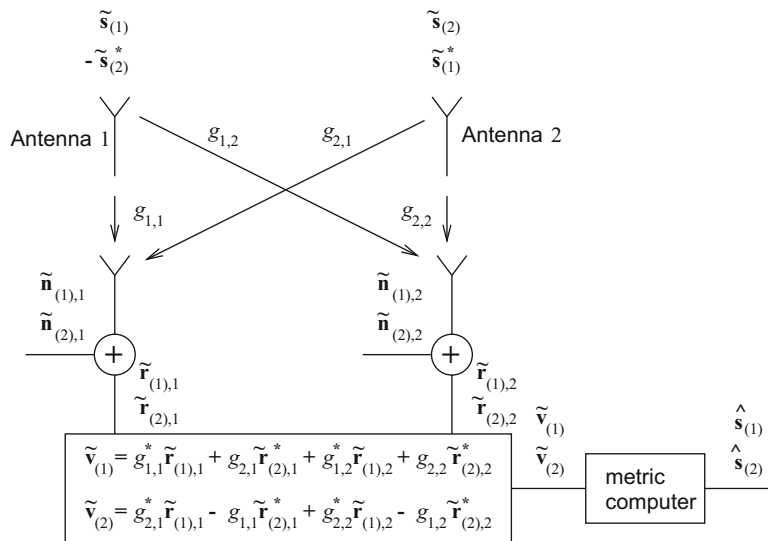 s̃(1) s̃(2)
- s̃*(2) s̃*(1)
Antenna 1 g1,2 g2,1 Antenna 2
g1,1 g2,2
ñ(1),1 ñ(1),2
ñ(2),1 ñ(2),2
+ +
r̃(1),1 r̃(1),2
r̃(2),1 r̃(2),2
ṽ(1) ŝ(1)
ṽ(2) ŝ(2)
ṽ(1) = g*1,1 r̃(1),1 + g2,1 r̃*(2),1 + g*1,2 r̃(1),2 + g2,2 r̃*(2),2
ṽ(2) = g*2,1 r̃(1),1 - g1,1 r̃*(2),1 + g*2,2 r̃(1),2 - g1,2 r̃*(2),2
metric
computer